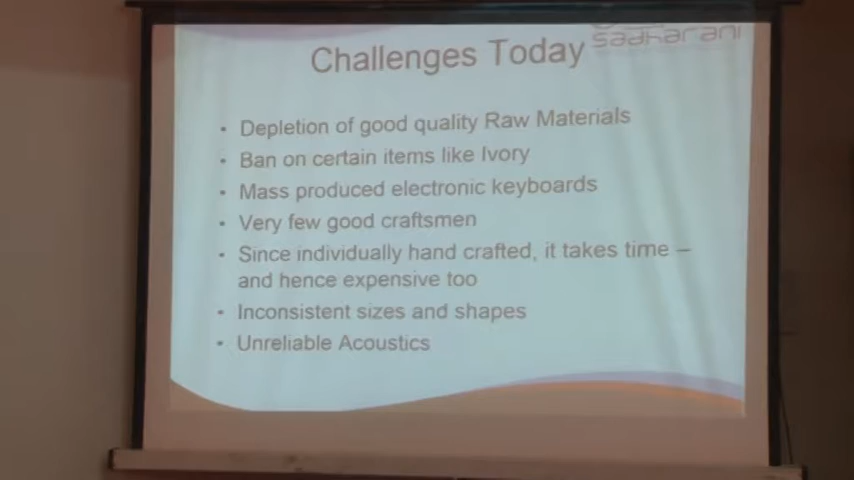 sadharani
Challenges Today
• Depletion of good quality Raw Materials
• Ban on certain items like Ivory
• Mass produced electronic keyboards
• Very few good craftsmen
• Since individually hand crafted, it takes time –
and hence expensive too
• Inconsistent sizes and shapes
• Unreliable Acoustics